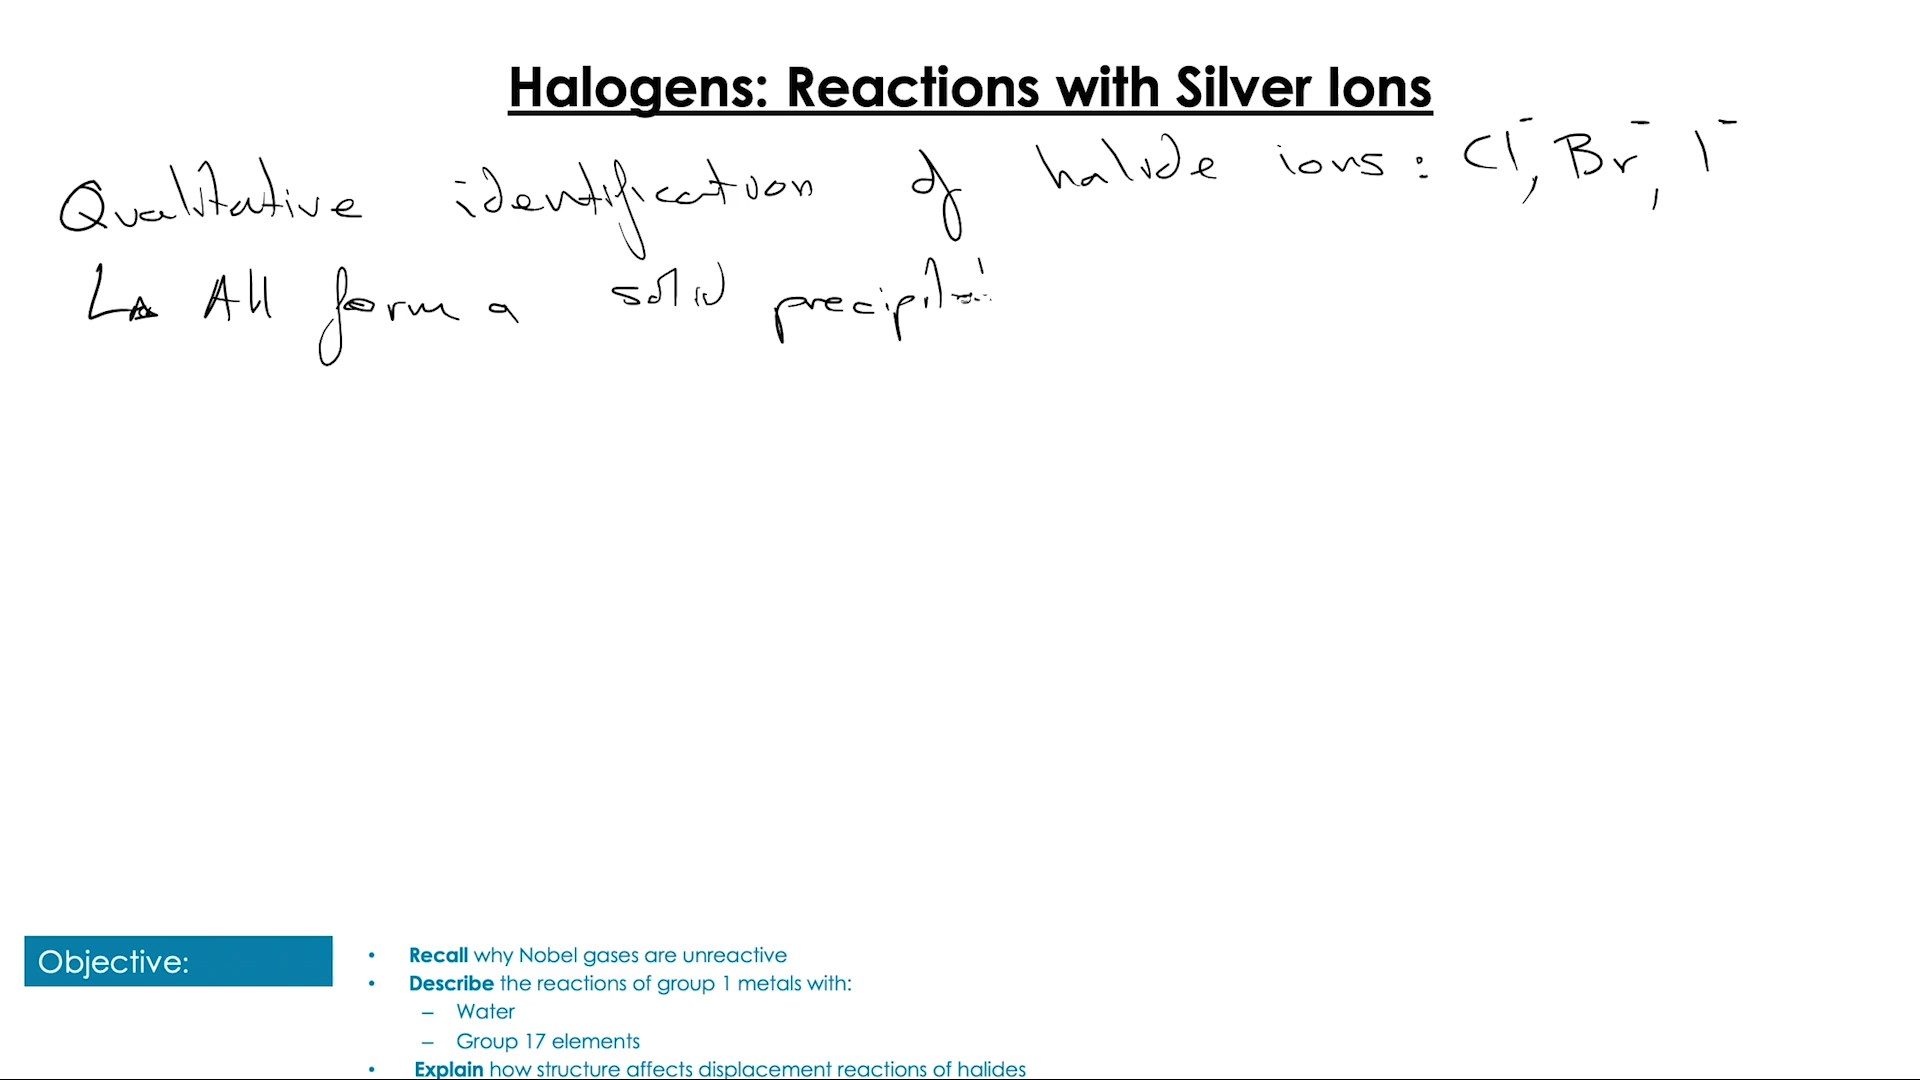 Halogens: Reactions with Silver Ions
Qualitative identification of halide ions: Cl⁻, Br⁻, I⁻
↳ All form a solid
Objective:
• Recall why Nobel gases are unreactive
• Describe the reactions of group 1 metals with:
– Water
– Group 17 elements
• Explain how structure affects displacement reactions of halides